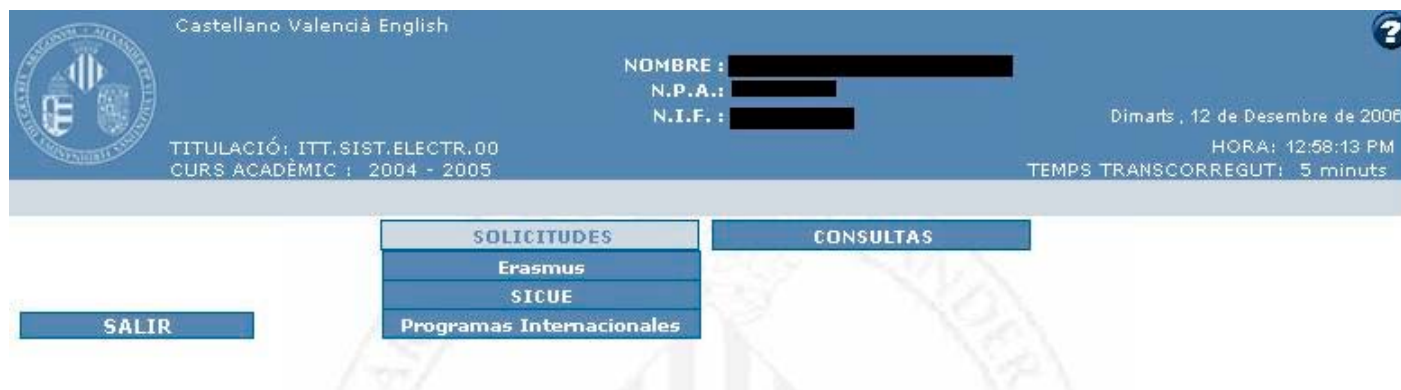 Castellano Valencià English
?
NOMBRE :
N.P.A.:
N.I.F. :
Dimarts , 12 de Desembre de 2006
TITULACIÓ: ITT.SIST.ELECTR.00
HORA: 12:58:13 PM
CURS ACADÈMIC : 2004 - 2005
TEMPS TRANSCORREGUT: 5 minuts
SOLICITUDES
CONSULTAS
Erasmus
SICUE
SALIR
Programas Internacionales